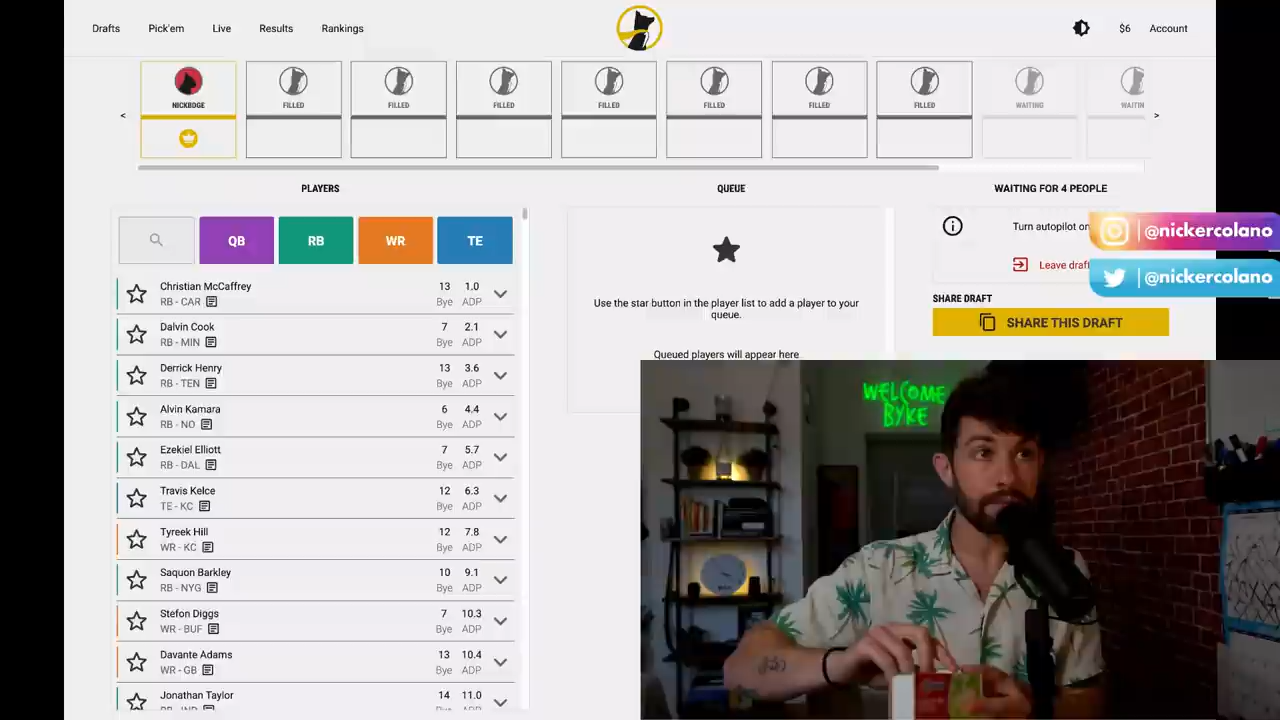 Drafts Pick'em Live Results Rankings $6 Account
NICKBOGE FILLED FILLED FILLED FILLED FILLED FILLED FILLED WAITING WAITIN
< >
PLAYERS QUEUE WAITING FOR 4 PEOPLE
QB RB WR TE
Turn autopilot on
Leave draft
SHARE DRAFT
SHARE THIS DRAFT
@nickercolano
@nickercolano
Use the star button in the player list to add a player to your
queue.
Queued players will appear here
Christian McCaffrey 13 1.0
RB - CAR Bye ADP
Dalvin Cook 7 2.1
RB - MIN Bye ADP
Derrick Henry 13 3.6
RB - TEN Bye ADP
Alvin Kamara 6 4.4
RB - NO Bye ADP
Ezekiel Elliott 7 5.7
RB - DAL Bye ADP
Travis Kelce 12 6.3
TE - KC Bye ADP
Tyreek Hill 12 7.8
WR - KC Bye ADP
Saquon Barkley 10 9.1
RB - NYG Bye ADP
Stefon Diggs 7 10.3
WR - BUF Bye ADP
Davante Adams 13 10.4
WR - GB Bye ADP
Jonathan Taylor 14 11.0
RB - IND Bye ADP
WELCOME
BYKE